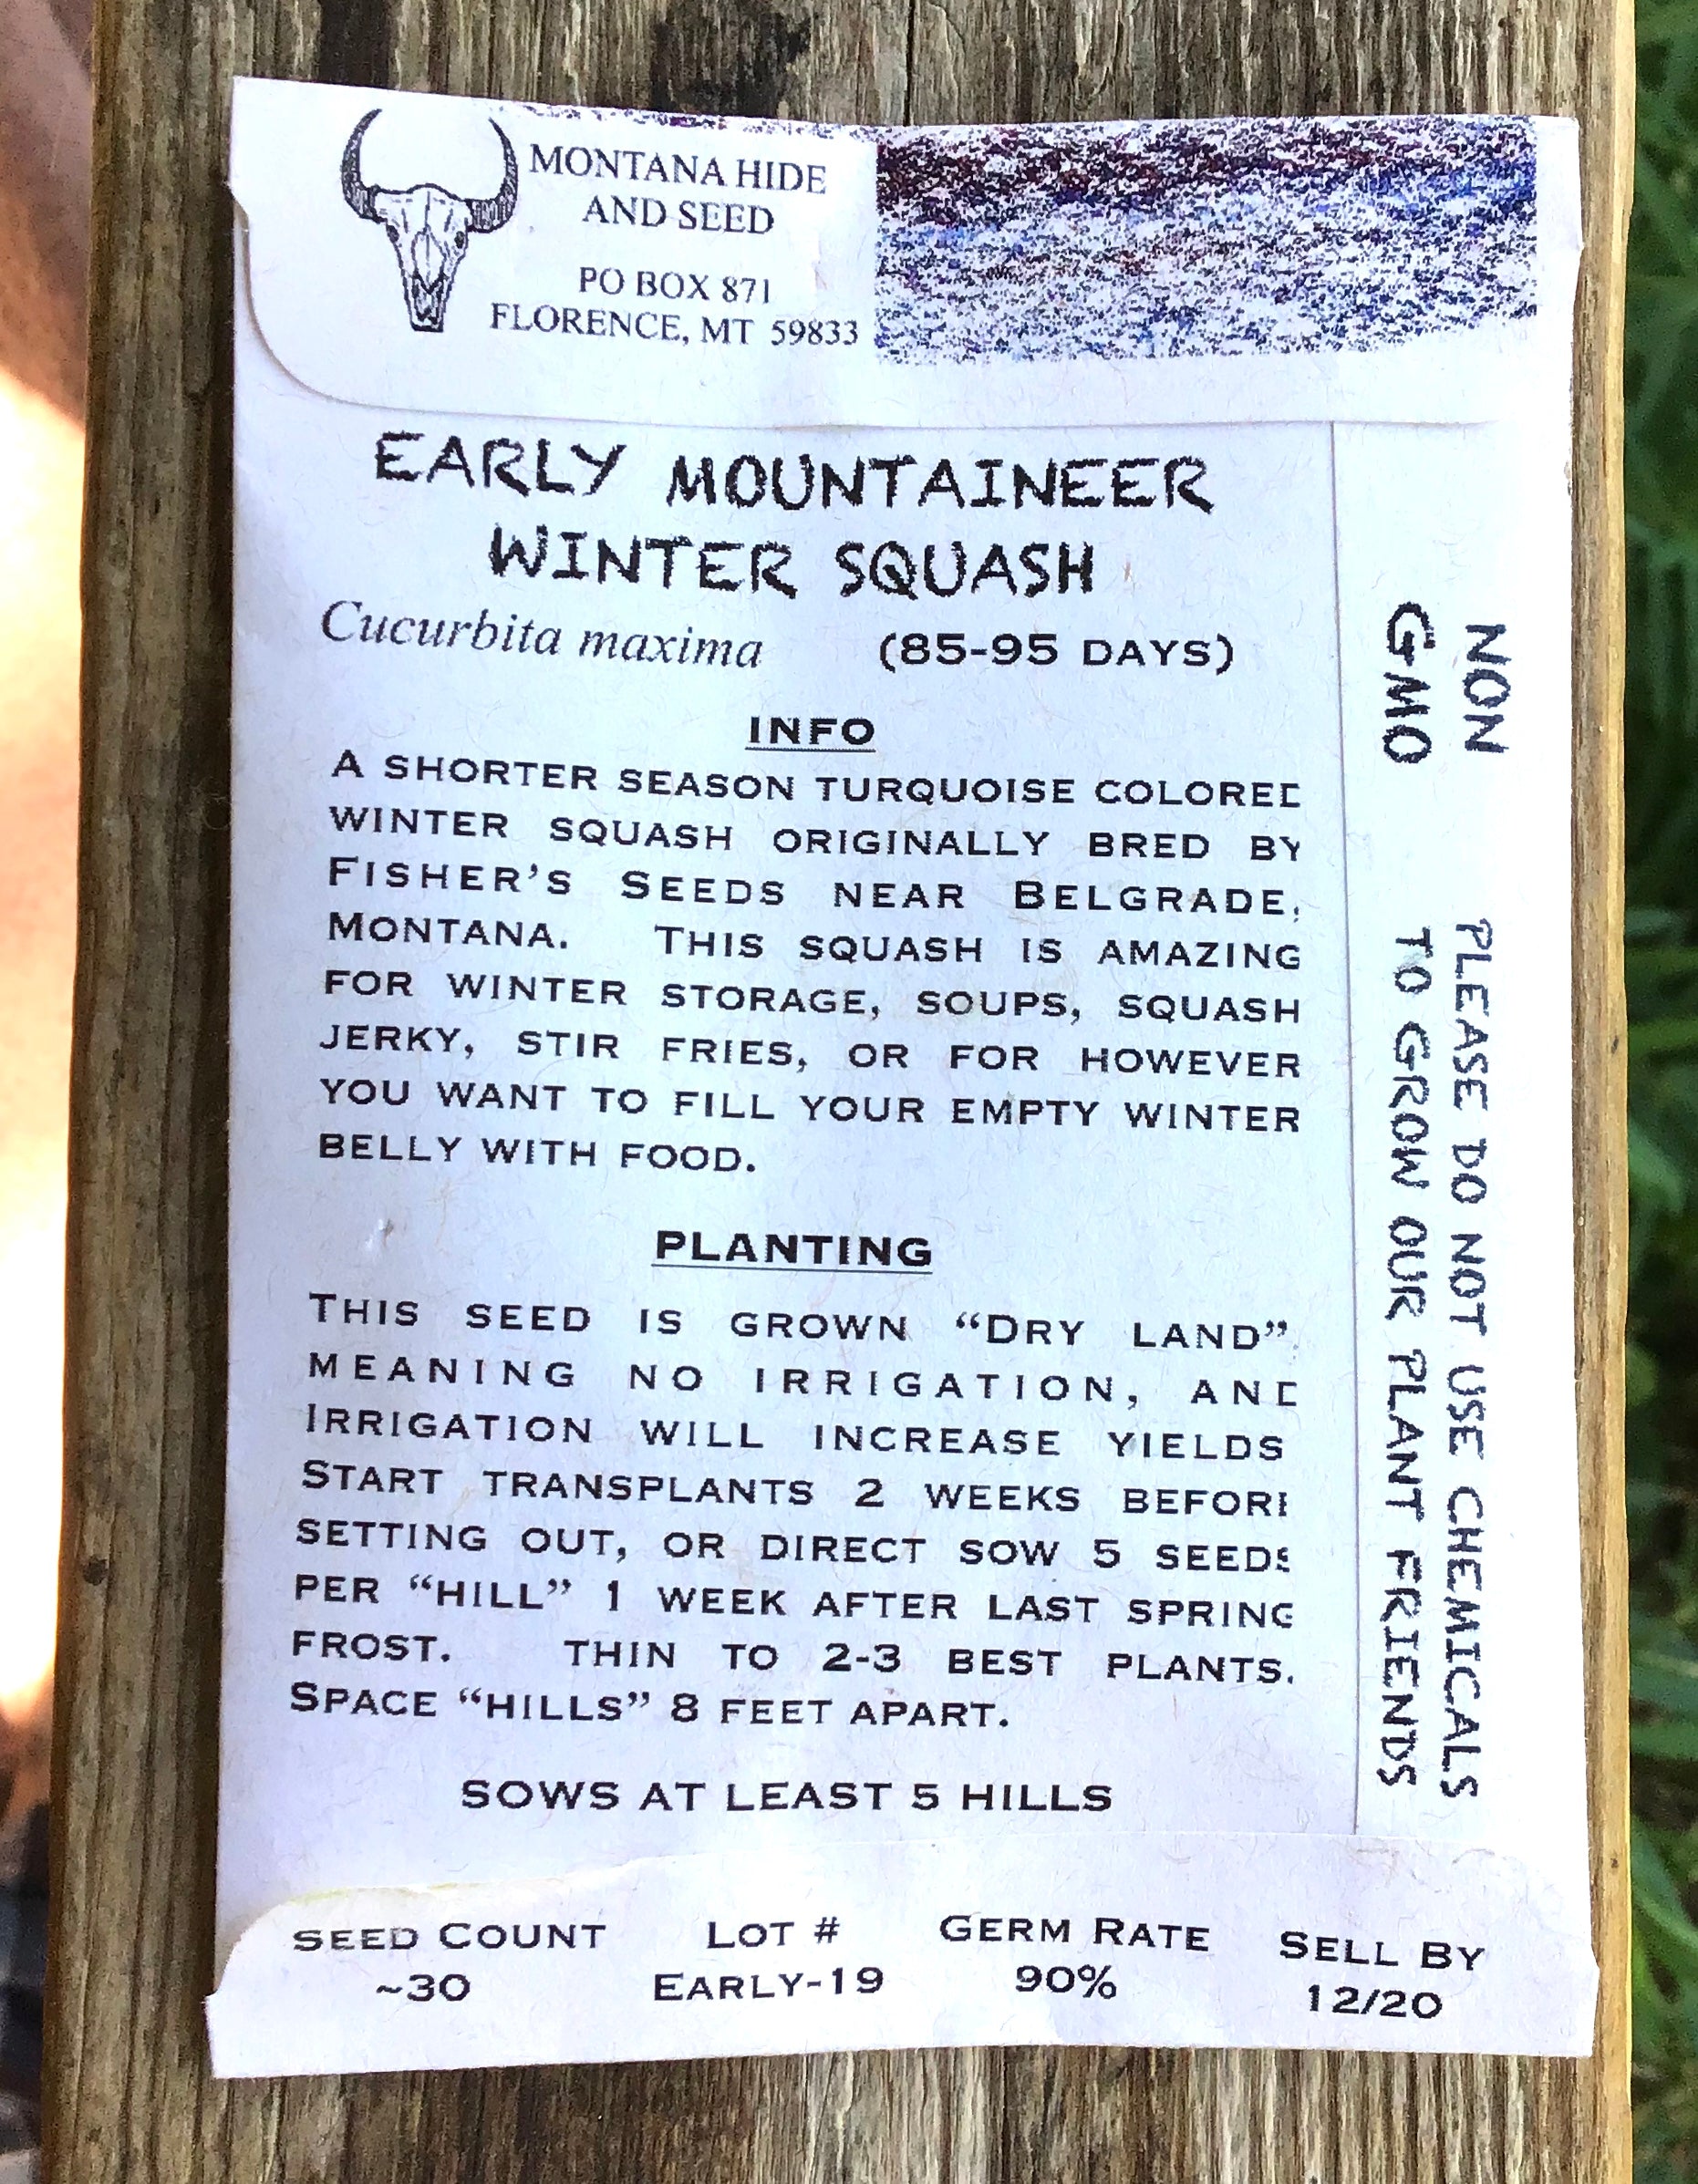 MONTANA HIDE
AND SEED
PO BOX 871
FLORENCE, MT 59833
EARLY MOUNTAINEER
WINTER SQUASH
Cucurbita maxima (85-95 DAYS)
INFO
A SHORTER SEASON TURQUOISE COLORED
WINTER SQUASH ORIGINALLY BRED BY
FISHER'S SEEDS NEAR BELGRADE,
MONTANA. THIS SQUASH IS AMAZING
FOR WINTER STORAGE, SOUPS, SQUASH
JERKY, STIR FRIES, OR FOR HOWEVER
YOU WANT TO FILL YOUR EMPTY WINTER
BELLY WITH FOOD.
PLANTING
THIS SEED IS GROWN “DRY LAND”,
MEANING NO IRRIGATION, AND
IRRIGATION WILL INCREASE YIELDS
START TRANSPLANTS 2 WEEKS BEFORE
SETTING OUT, OR DIRECT SOW 5 SEEDS
PER “HILL” 1 WEEK AFTER LAST SPRING
FROST. THIN TO 2-3 BEST PLANTS.
SPACE “HILLS” 8 FEET APART.
SOWS AT LEAST 5 HILLS
NON
GMO
PLEASE DO NOT USE CHEMICALS
TO GROW OUR PLANT FRIENDS
SEED COUNT LOT # GERM RATE SELL BY
~30 EARLY-19 90% 12/20